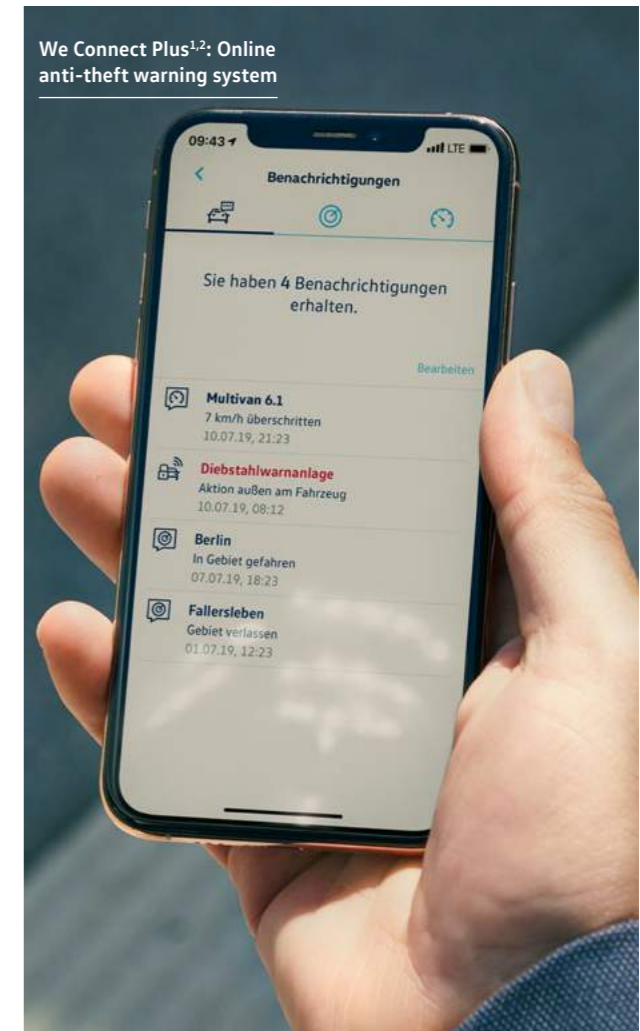 We Connect Plus1,2: Online
anti-theft warning system
09:43
LTE
Benachrichtigungen
Sie haben 4 Benachrichtigungen
erhalten.
Bearbeiten
Multivan 6.1
7 km/h überschritten
10.07.19, 21:23
Diebstahlwarnanlage
Aktion außen am Fahrzeug
10.07.19, 08:12
Berlin
In Gebiet gefahren
07.07.19, 18:23
Fallersleben
Gebiet verlassen
01.07.19, 12:23